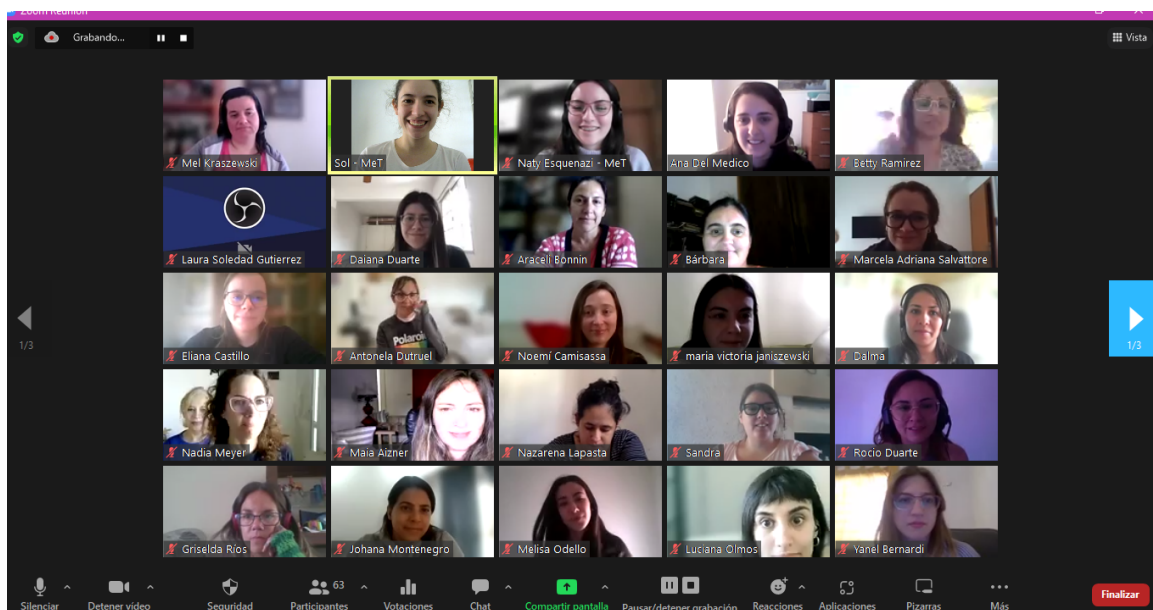 Zoom Reunión
Grabando...
Vista
Mel Kraszewski
Sol - MeT
Naty Esquenazi - MeT
Ana Del Medico
Betty Ramirez
Laura Soledad Gutierrez
Daiana Duarte
Araceli Bonnin
Bárbara
Marcela Adriana Salvattore
Eliana Castillo
Polaroid
Antonela Dutruel
Noemí Camisassa
maria victoria janiszewski
Dalma
1/3
1/3
Nadia Meyer
Maia Aizner
Nazarena Lapasta
Sandra
Rocio Duarte
Griselda Ríos
Johana Montenegro
Melisa Odello
Luciana Olmos
Yanel Bernardi
63
Silenciar
Detener video
Seguridad
Participantes
Votaciones
Chat
Compartir pantalla
Pausar/detener grabación
Reacciones
Aplicaciones
Pizarras
Más
Finalizar